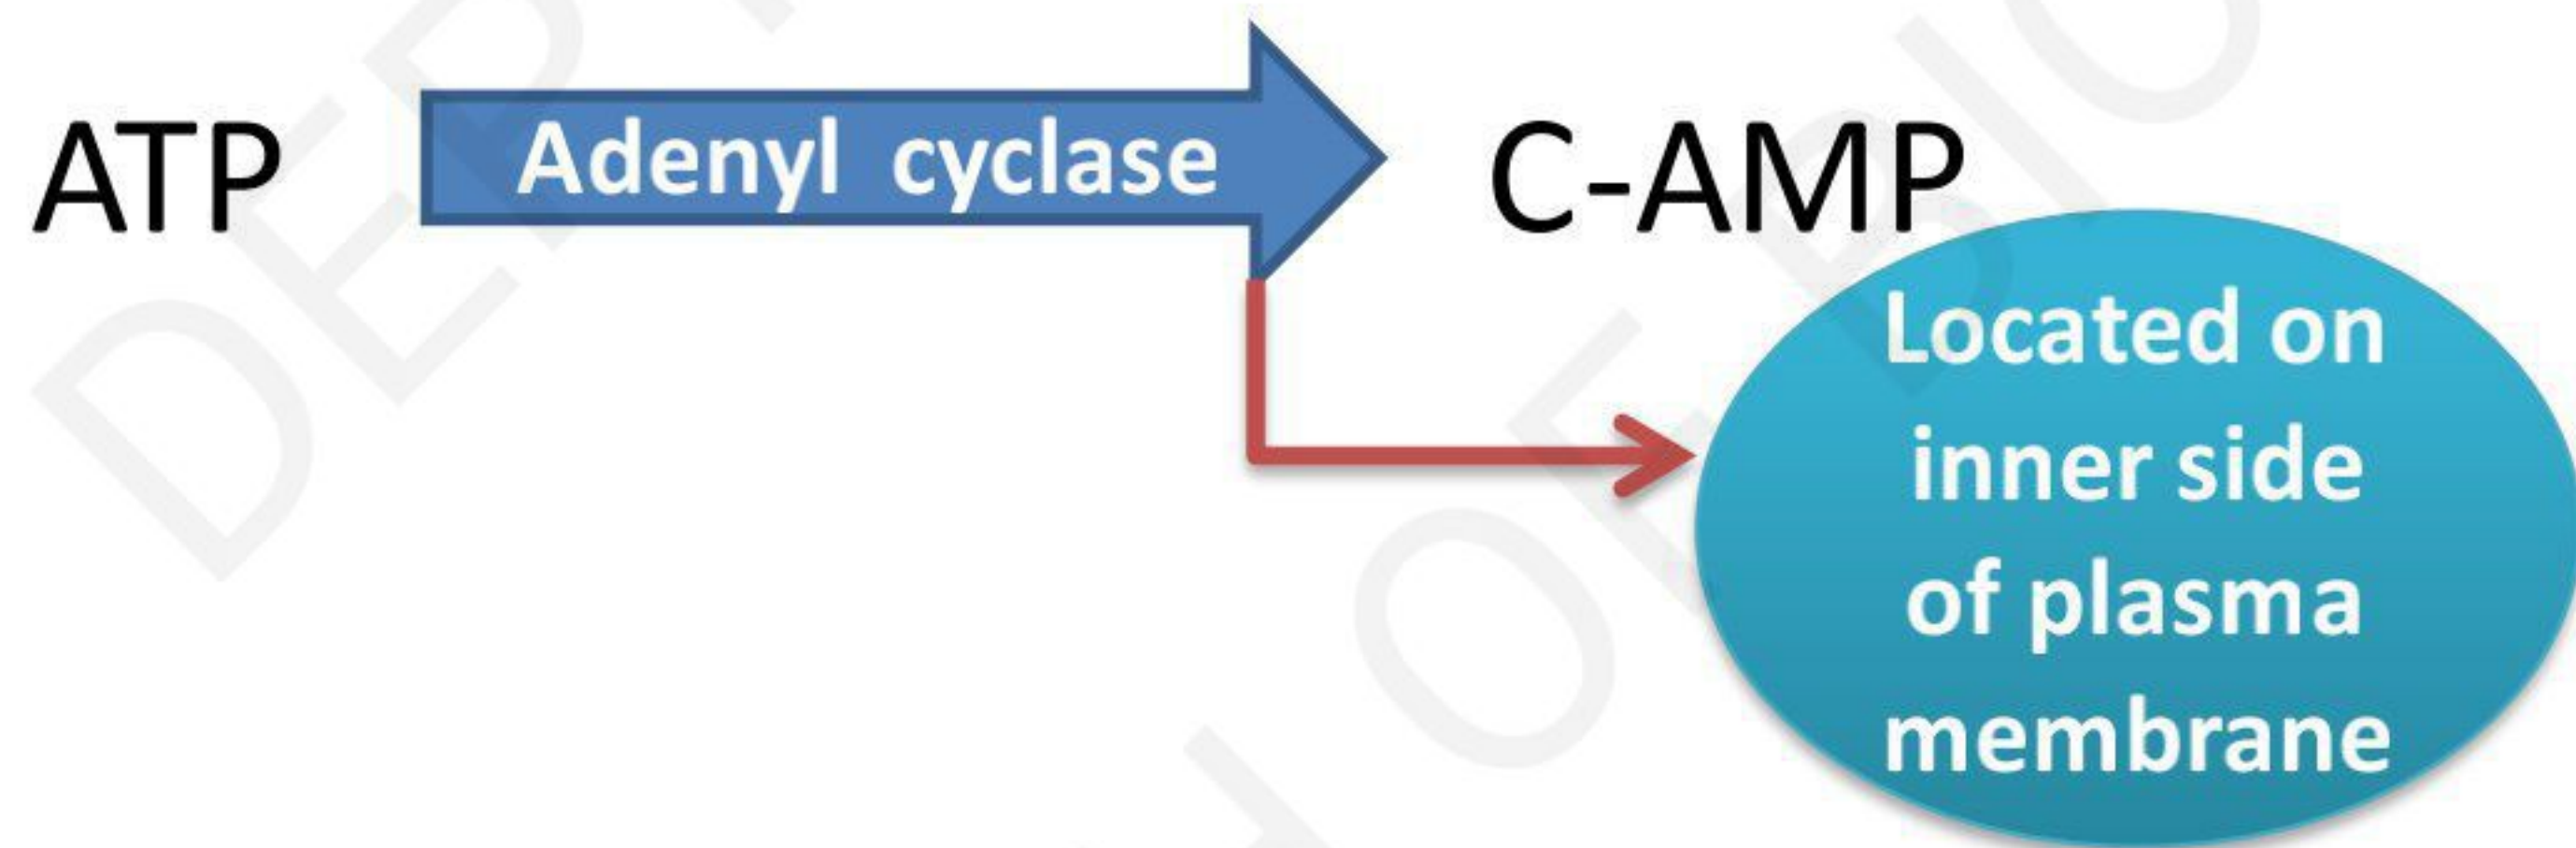 ATP
Adenyl cyclase
C-AMP
Located on
inner side
of plasma
membrane